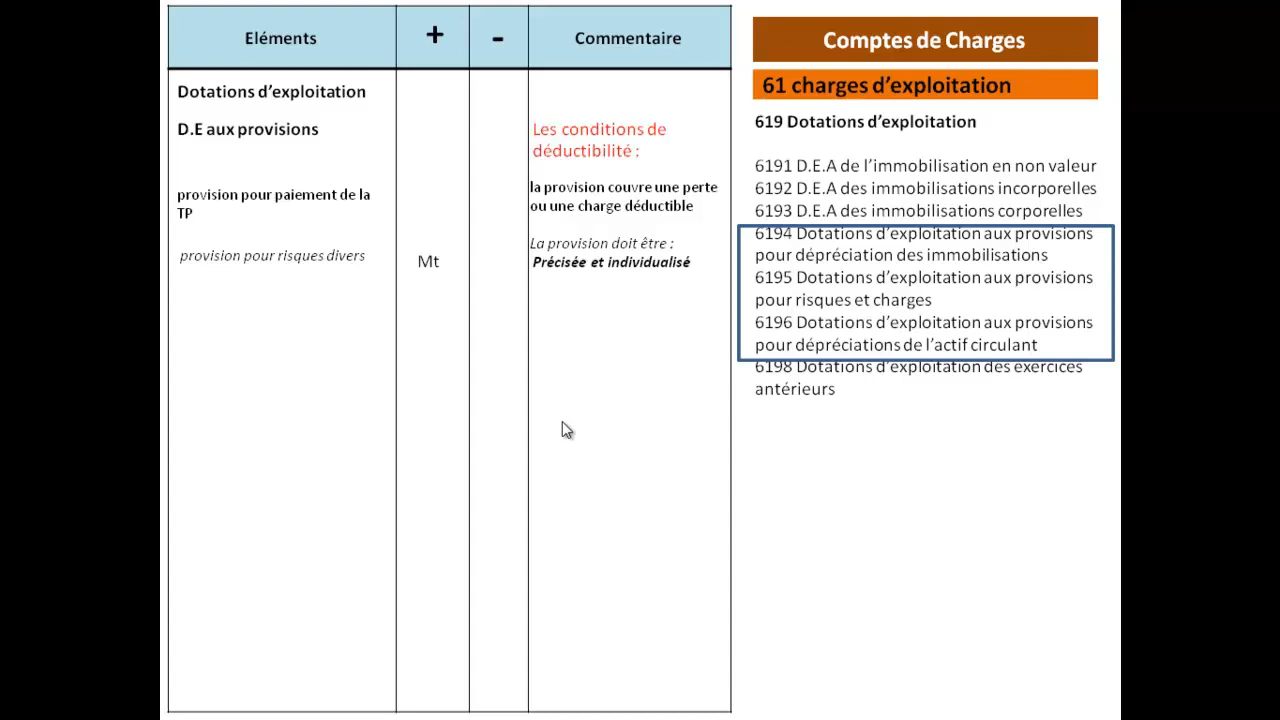 Eléments
+
-
Commentaire
Dotations d’exploitation
D.E aux provisions
Les conditions de
déductibilité :
provision pour paiement de la
TP
la provision couvre une perte
ou une charge déductible
provision pour risques divers
Mt
La provision doit être :
Précisée et individualisé
Comptes de Charges
61 charges d’exploitation
619 Dotations d’exploitation
6191 D.E.A de l’immobilisation en non valeur
6192 D.E.A des immobilisations incorporelles
6193 D.E.A des immobilisations corporelles
6194 Dotations d’exploitation aux provisions
pour dépréciation des immobilisations
6195 Dotations d’exploitation aux provisions
pour risques et charges
6196 Dotations d’exploitation aux provisions
pour dépréciations de l’actif circulant
6198 Dotations d’exploitation des exercices
antérieurs